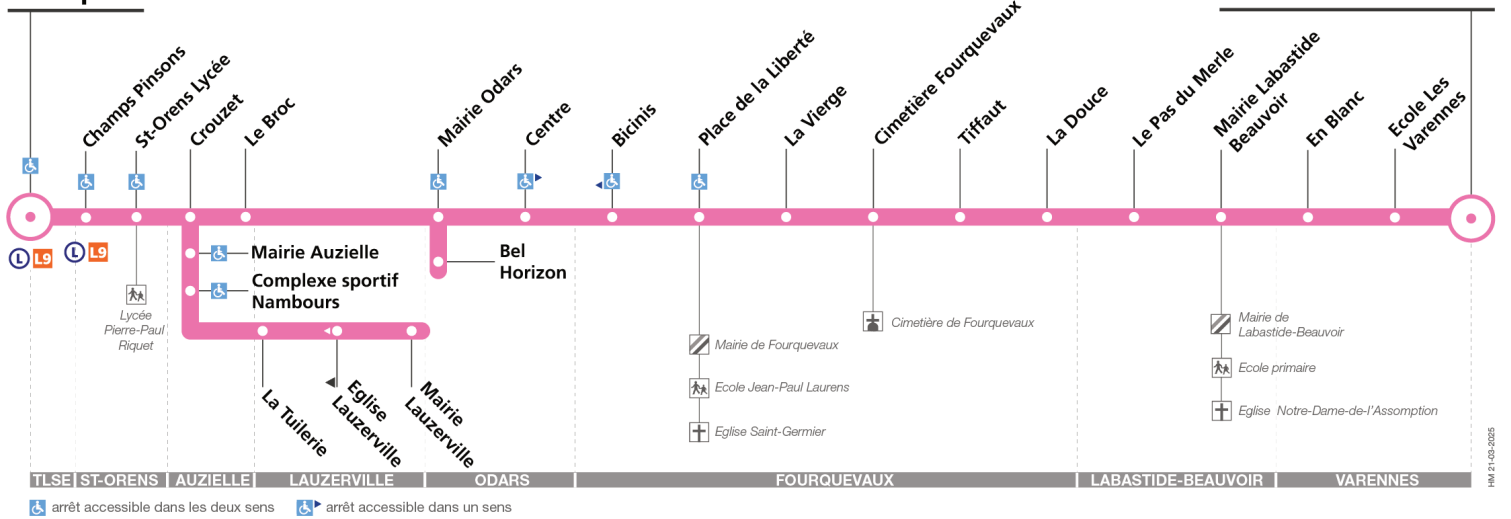 Champs Pinsons
St-Orens Lycée
Crouzet
Le Broc
Mairie Odars
Centre
Bicinis
Place de la Liberté
La Vierge
Cimetière Fourquevaux
Tiffaut
La Douce
Le Pas du Merle
Mairie Labastide
Beauvoir
En Blanc
Ecole Les
Varennes
L L9
L L9
Mairie Auzielle
Complexe sportif
Nambours
Bel
Horizon
Lycée
Pierre-Paul
Riquet
La Tuilerie
Eglise
Lauzerville
Mairie
Lauzerville
Mairie de Fourquevaux
Ecole Jean-Paul Laurens
Eglise Saint-Germier
Cimetière de Fourquevaux
Mairie de
Labastide-Beauvoir
Ecole primaire
Eglise Notre-Dame-de-l'Assomption
HM 21-03-2025
TLSE ST-ORENS AUZIELLE LAUZERVILLE ODARS FOURQUEVAUX LABASTIDE-BEAUVOIR VARENNES
arrêt accessible dans les deux sens arrêt accessible dans un sens